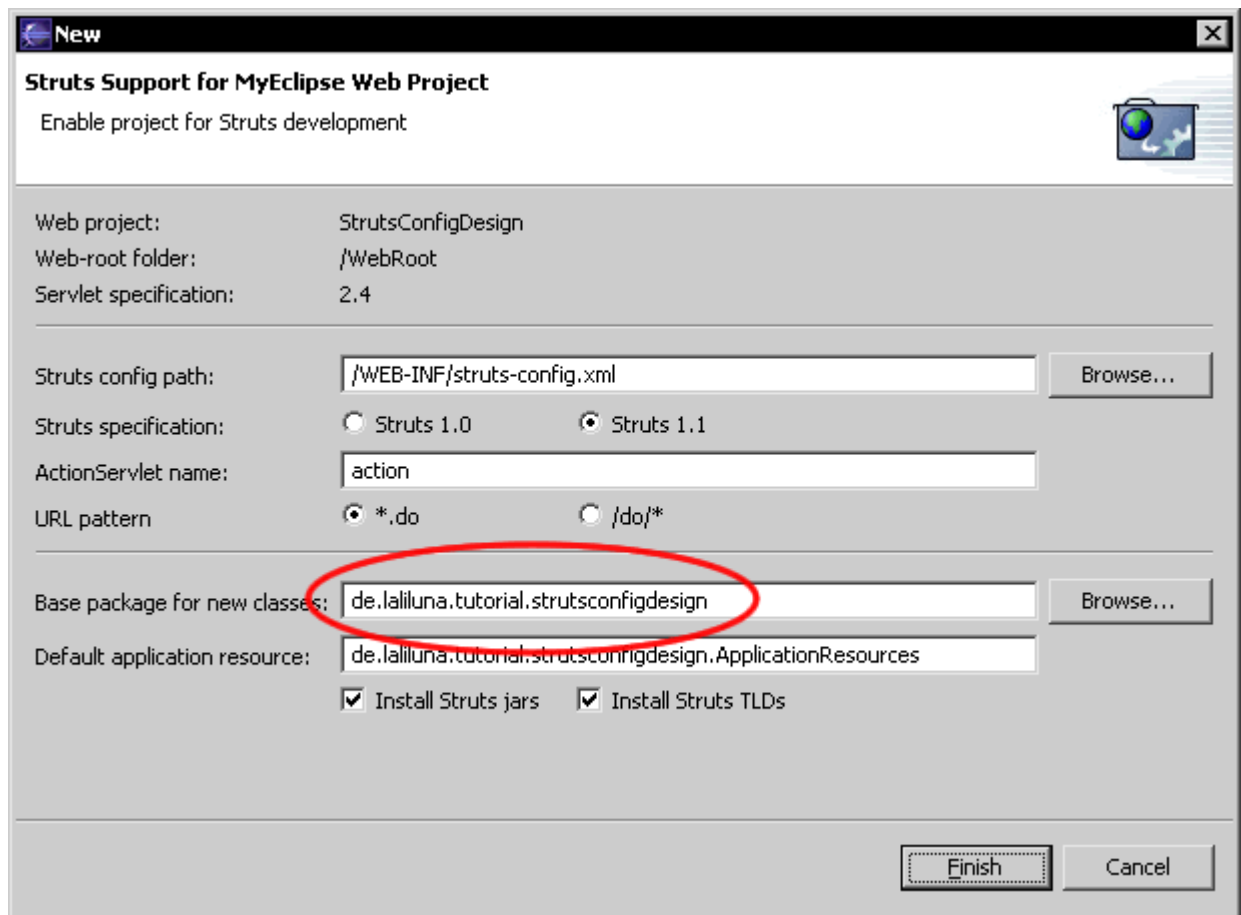 New
Struts Support for MyEclipse Web Project
Enable project for Struts development
Web project: StrutsConfigDesign
Web-root folder: /WebRoot
Servlet specification: 2.4
Struts config path: /WEB-INF/struts-config.xml Browse...
Struts specification: Struts 1.0 Struts 1.1
ActionServlet name: action
URL pattern *.do /do/*
Base package for new classes: de.laliluna.tutorial.strutsconfigdesign Browse...
Default application resource: de.laliluna.tutorial.strutsconfigdesign.ApplicationResources
Install Struts jars Install Struts TLDs
Finish Cancel